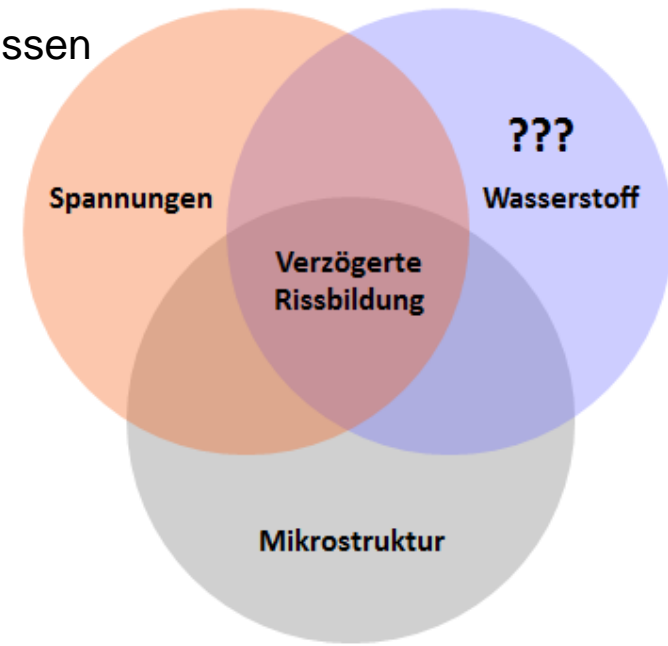 ssen
???
Spannungen
Wasserstoff
Verzögerte
Rissbildung
Mikrostruktur